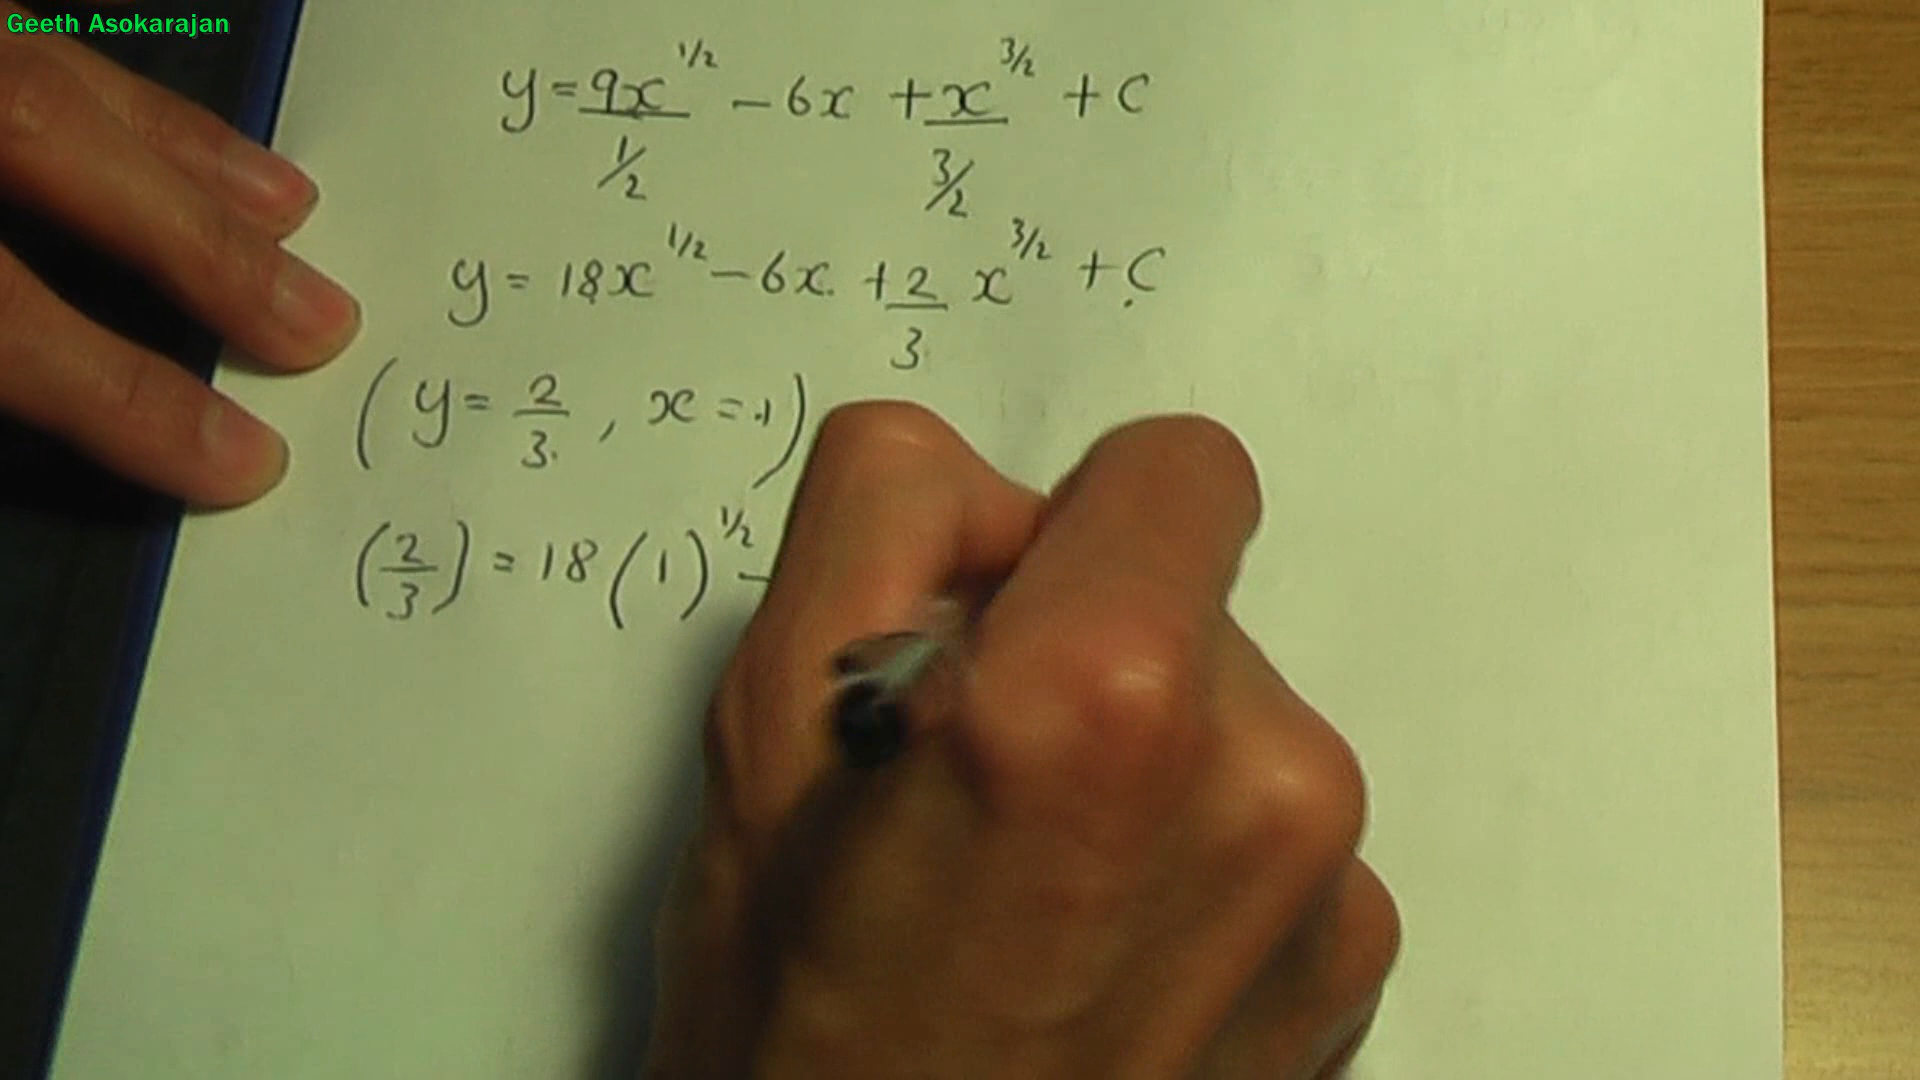 Geeth Asokarajan
y = 9x^1/2 / 1/2 - 6x + x^3/2 / 3/2 + C
y = 18x^1/2 - 6x + 2/3 x^3/2 + C
(y = 2/3, x = 1)
(2/3) = 18(1)^1/2 -